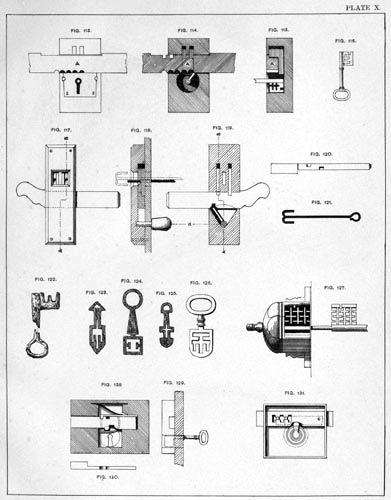 PLATE X.
FIG. 113.
FIG. 114.
FIG. 115.
FIG. 116.
FIG. 117.
FIG. 118.
FIG. 119.
FIG. 120.
FIG. 121.
FIG. 122.
FIG. 123.
FIG. 124.
FIG. 125.
FIG. 126.
FIG. 127.
FIG. 128
FIG. 129.
FIG. 131.
FIG. 130.